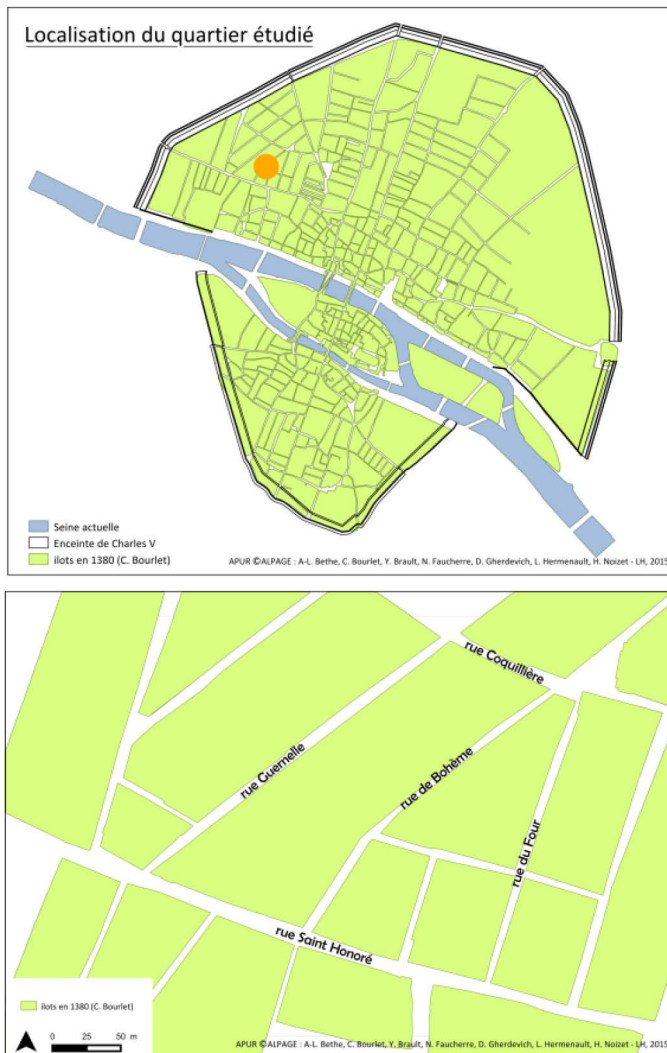 Localisation du quartier étudié
Seine actuelle
Enceinte de Charles V
ilots en 1380 (C. Bourlet)
APUR ©ALPAGE : A-L. Bethe, C. Bourlet, Y. Brault, N. Faucherre, D. Gherdevich, L. Hermenault, H. Noizet - LH, 2015
rue Coquillière
rue Guernelle
rue de Bohème
rue du Four
rue Saint Honoré
ilots en 1380 (C. Bourlet)
0 25 50 m
APUR ©ALPAGE : A-L. Bethe, C. Bourlet, Y. Brault, N. Faucherre, D. Gherdevich, L. Hermenault, H. Noizet - LH, 2015